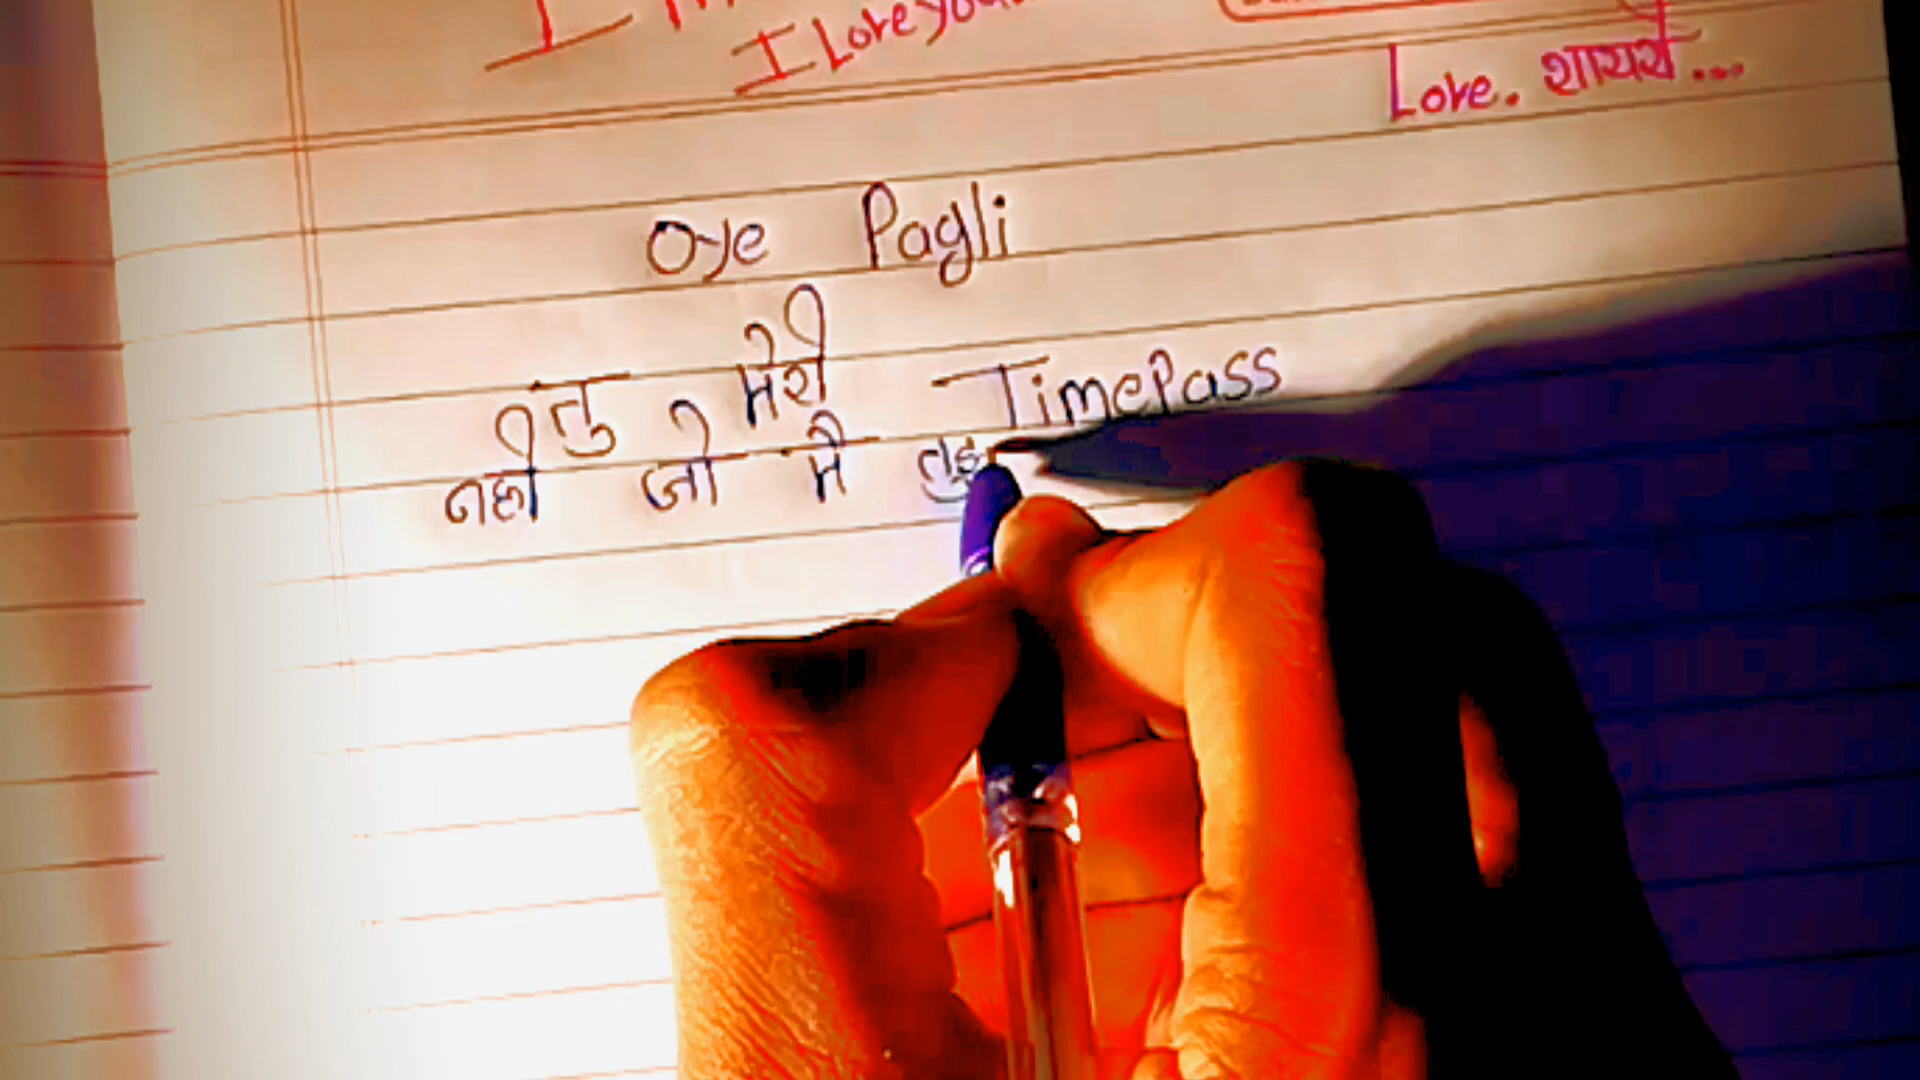 I Love you
Love. शायरी...
Oye Pagli
तु मेरी TimePass
नही जो मै